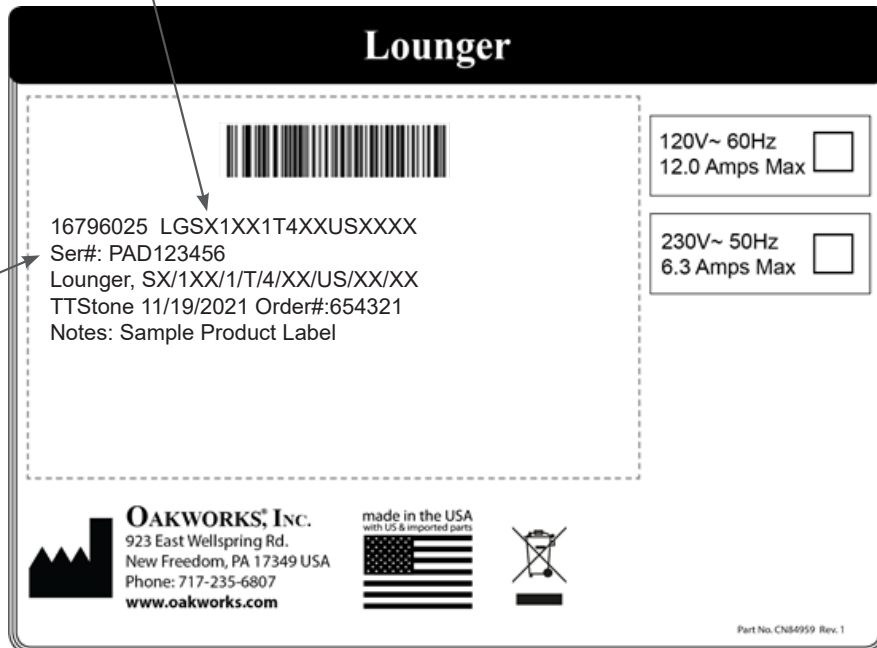 Lounger
16796025 LGSX1XX1T4XXUSXXXX
Ser#: PAD123456
Lounger, SX/1XX/1/T/4/XX/US/XX/XX
TTStone 11/19/2021 Order#:654321
Notes: Sample Product Label
120V~ 60Hz
12.0 Amps Max
230V~ 50Hz
6.3 Amps Max
OAKWORKS®, INC.
923 East Wellspring Rd.
New Freedom, PA 17349 USA
Phone: 717-235-6807
www.oakworks.com
made in the USA
with US & imported parts
Part No. CN84959 Rev. 1